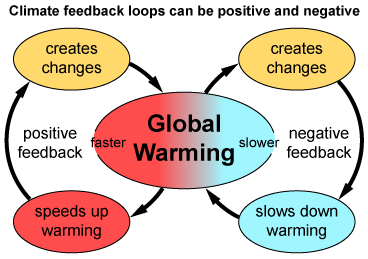 Climate feedback loops can be positive and negative
creates
changes
creates
changes
positive
feedback
faster
Global
Warming
slower
negative
feedback
speeds up
warming
slows down
warming